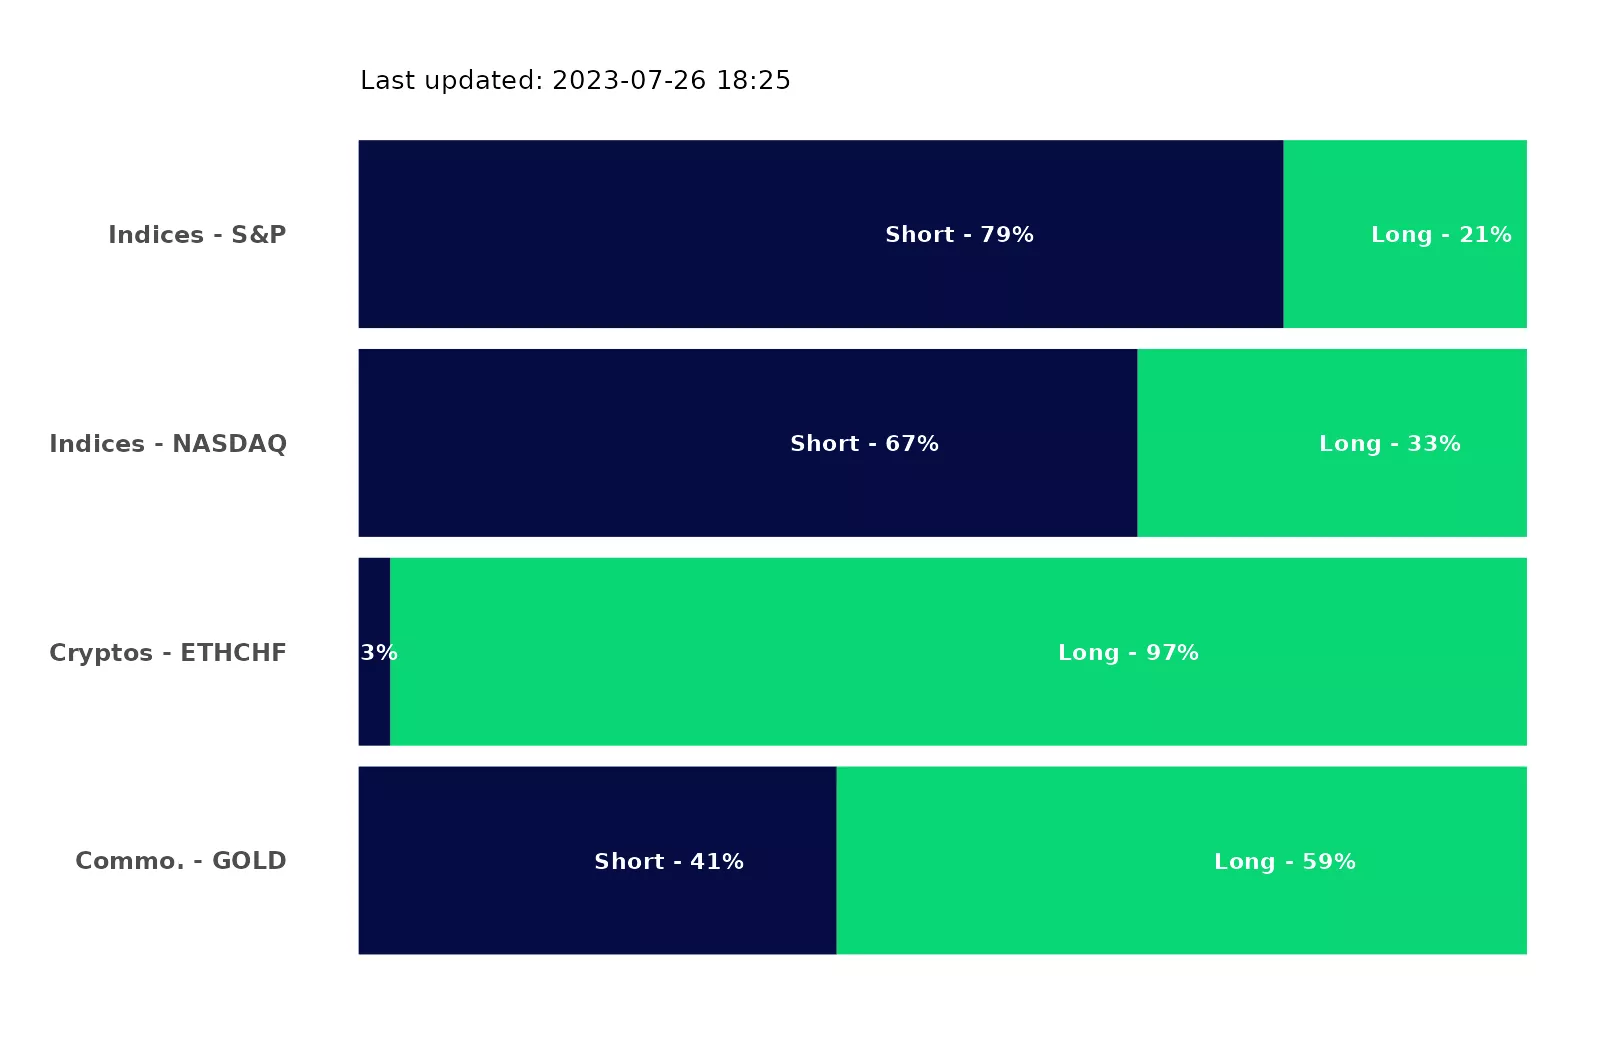 Last updated: 2023-07-26 18:25
Indices - S&P Short - 79% Long - 21%
Indices - NASDAQ Short - 67% Long - 33%
Cryptos - ETHCHF 3% Long - 97%
Commo. - GOLD Short - 41% Long - 59%